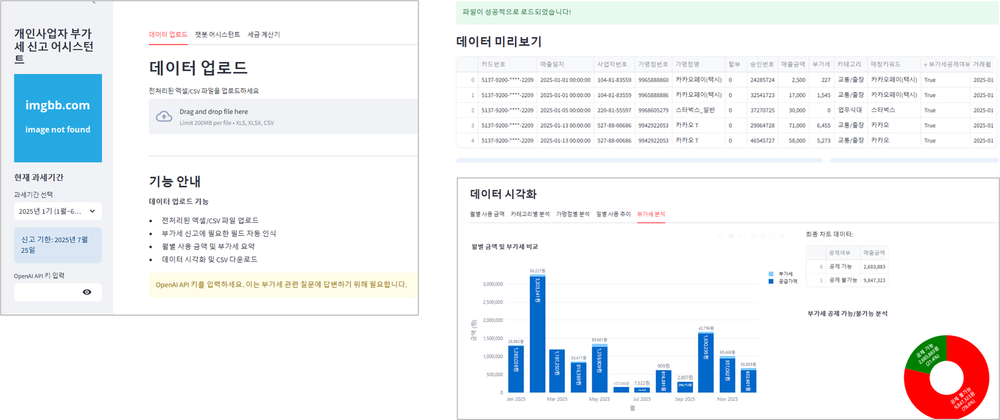 개인사업자 부가
세 신고 어시스턴
트
imgbb.com
image not found
현재 과세기간
과세기간 선택
2025년 1기 (1월~6...
신고 기한: 2025년 7월
25일
OpenAI API 키 입력
데이터 업로드 챗봇 어시스턴트 세금 계산기
데이터 업로드
전처리된 엑셀/CSV 파일을 업로드하세요
Drag and drop file here
Limit 200MB per file • XLS, XLSX, CSV
기능 안내
데이터 업로드 기능
• 전처리된 엑셀/CSV 파일 업로드
• 부가세 신고에 필요한 필드 자동 인식
• 월별 사용 금액 및 부가세 요약
• 데이터 시각화 및 CSV 다운로드
OpenAI API 키를 입력하세요. 이는 부가세 관련 질문에 답변하기 위해 필요합니다.
파일이 성공적으로 로드되었습니다!
데이터 미리보기
카드번호 매출일자 사업자번호 가맹점번호 가맹점명 할부 승인번호 매출금액 부가세 카테고리 매칭키워드 ↑ 부가세공제여부 거래월
0 5137-9200-****-2209 2025-01-01 00:00:00 104-81-83559 9965888860 카카오페이(택시) 0 24285724 2,500 227 교통/출장 카카오페이(택시) True 2025-01
1 5137-9200-****-2209 2025-01-01 00:00:00 104-81-83559 9965888886 카카오페이(택시) 0 32541723 17,000 1,545 교통/출장 카카오페이(택시) True 2025-01
2 5137-9200-****-2209 2025-01-05 00:00:00 220-81-55597 9968605279 스타벅스_일반 0 37270725 30,000 0 업무식대 스타벅스 True 2025-01
3 5137-9200-****-2209 2025-01-13 00:00:00 527-88-00686 9942922053 카카오 T 0 29064728 71,000 6,455 교통/출장 카카오 True 2025-01
4 5137-9200-****-2209 2025-01-13 00:00:00 527-88-00686 9942922053 카카오 T 0 46545727 58,000 5,273 교통/출장 카카오 True 2025-01
데이터 시각화
월별 사용 금액 카테고리별 분석 가맹점별 분석 일별 사용 추이 부가세 분석
월별 금액 및 부가세 비교
금액 (원)
3,000,000
2,500,000
2,000,000
1,500,000
1,000,000
500,000
0
26,882원
1,283,028원
56,227원
3,203,241원
1,187,250원
34,411원
816,389원
89,661원
1,259,809원
157,500원
7,522원
909원
616,391원
2,807원
294,713원
42,796원
1,630,295원
69,468원
937,062원
56,889원
622,601원
Jan 2025 Mar 2025 May 2025 Jul 2025 Sep 2025 Nov 2025
월
부가세
공급가액
최종 차트 데이터:
공제여부 매출금액
0 공제 가능 2,683,883
1 공제 불가능 9,847,323
부가세 공제 가능/불가능 분석
공제 가능
2,683,883원
(21.4%)
공제 불가능
9,847,323원
(78.6%)